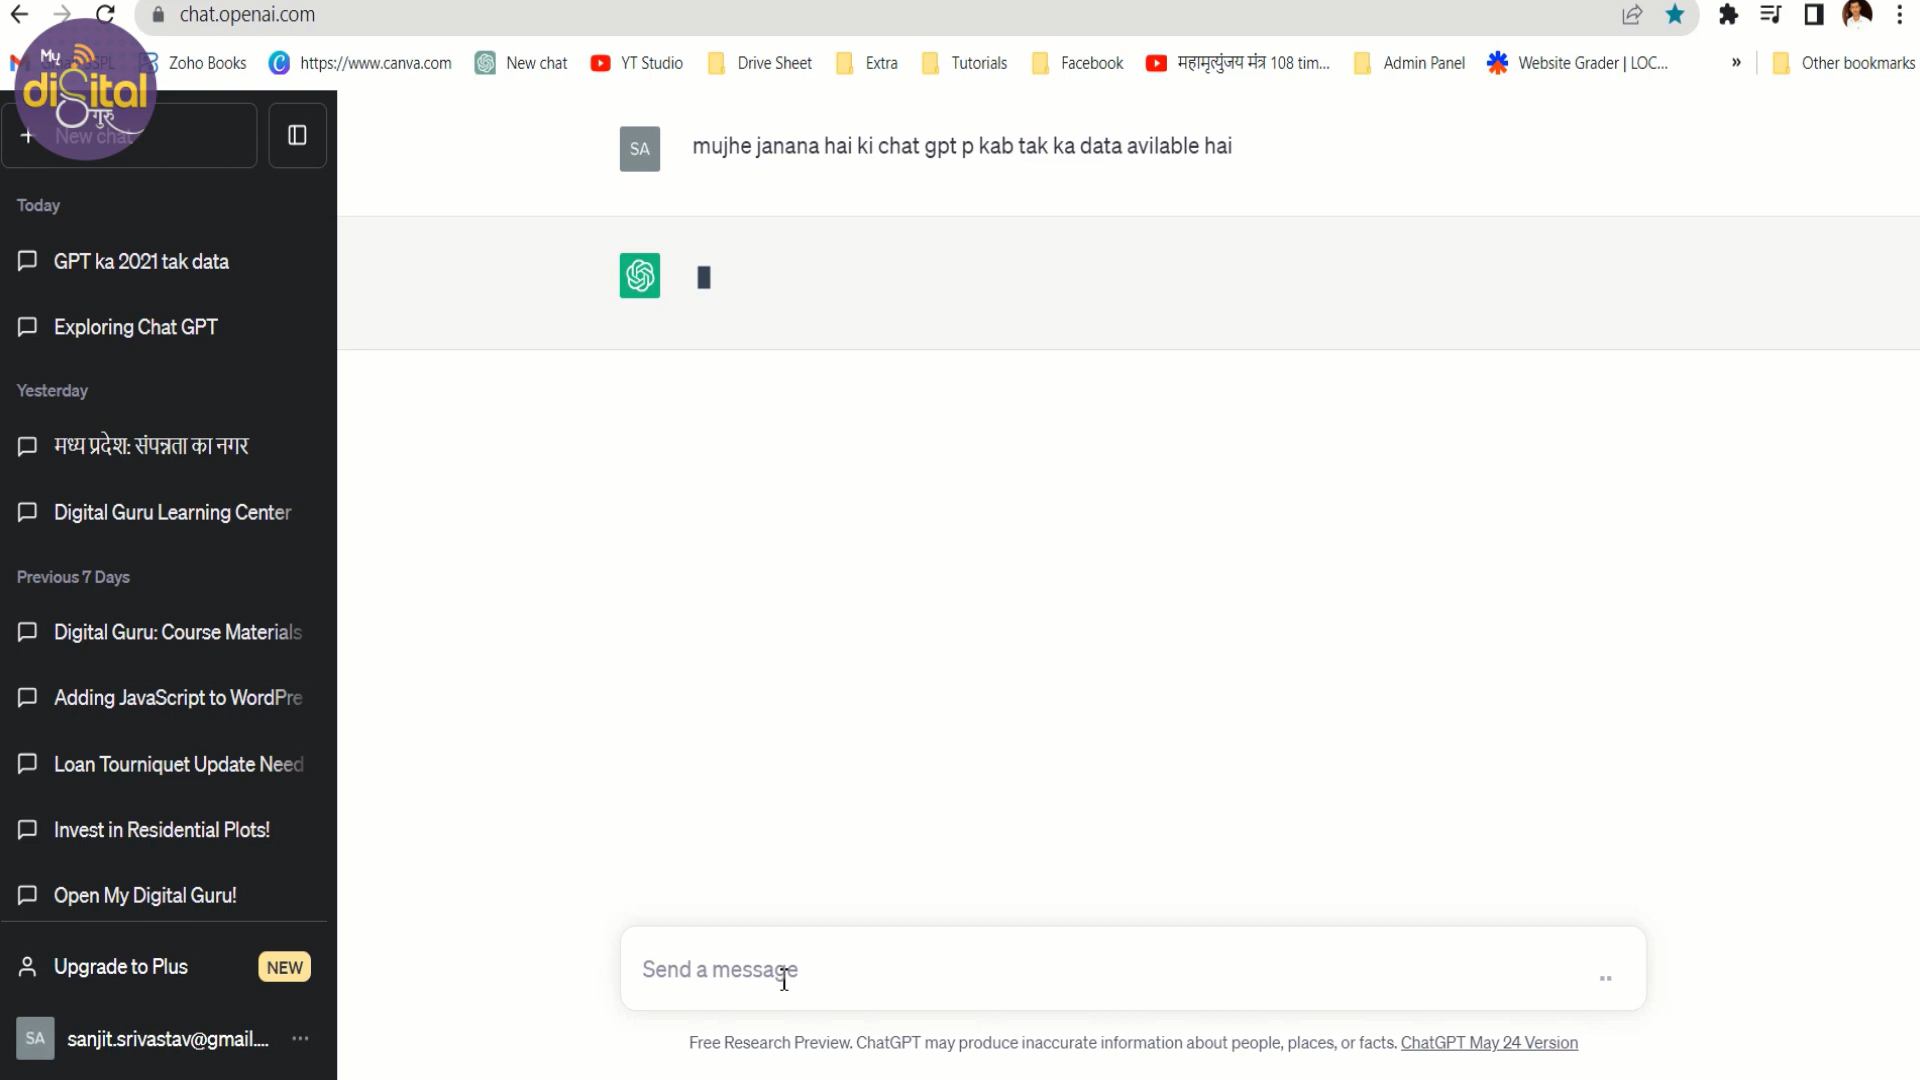 chat.openai.com
Zoho Books https://www.canva.com New chat YT Studio Drive Sheet Extra Tutorials Facebook महामृत्युंजय मंत्र 108 tim... Admin Panel Website Grader | LOC... » Other bookmarks
My
digital
गुरु
+ New chat
Today
GPT ka 2021 tak data
Exploring Chat GPT
Yesterday
मध्य प्रदेश: संपन्नता का नगर
Digital Guru Learning Center
Previous 7 Days
Digital Guru: Course Materials
Adding JavaScript to WordPre
Loan Tourniquet Update Need
Invest in Residential Plots!
Open My Digital Guru!
Upgrade to Plus NEW
SA sanjit.srivastav@gmail.... ...
SA mujhe janana hai ki chat gpt p kab tak ka data avilable hai
Send a message
Free Research Preview. ChatGPT may produce inaccurate information about people, places, or facts. ChatGPT May 24 Version